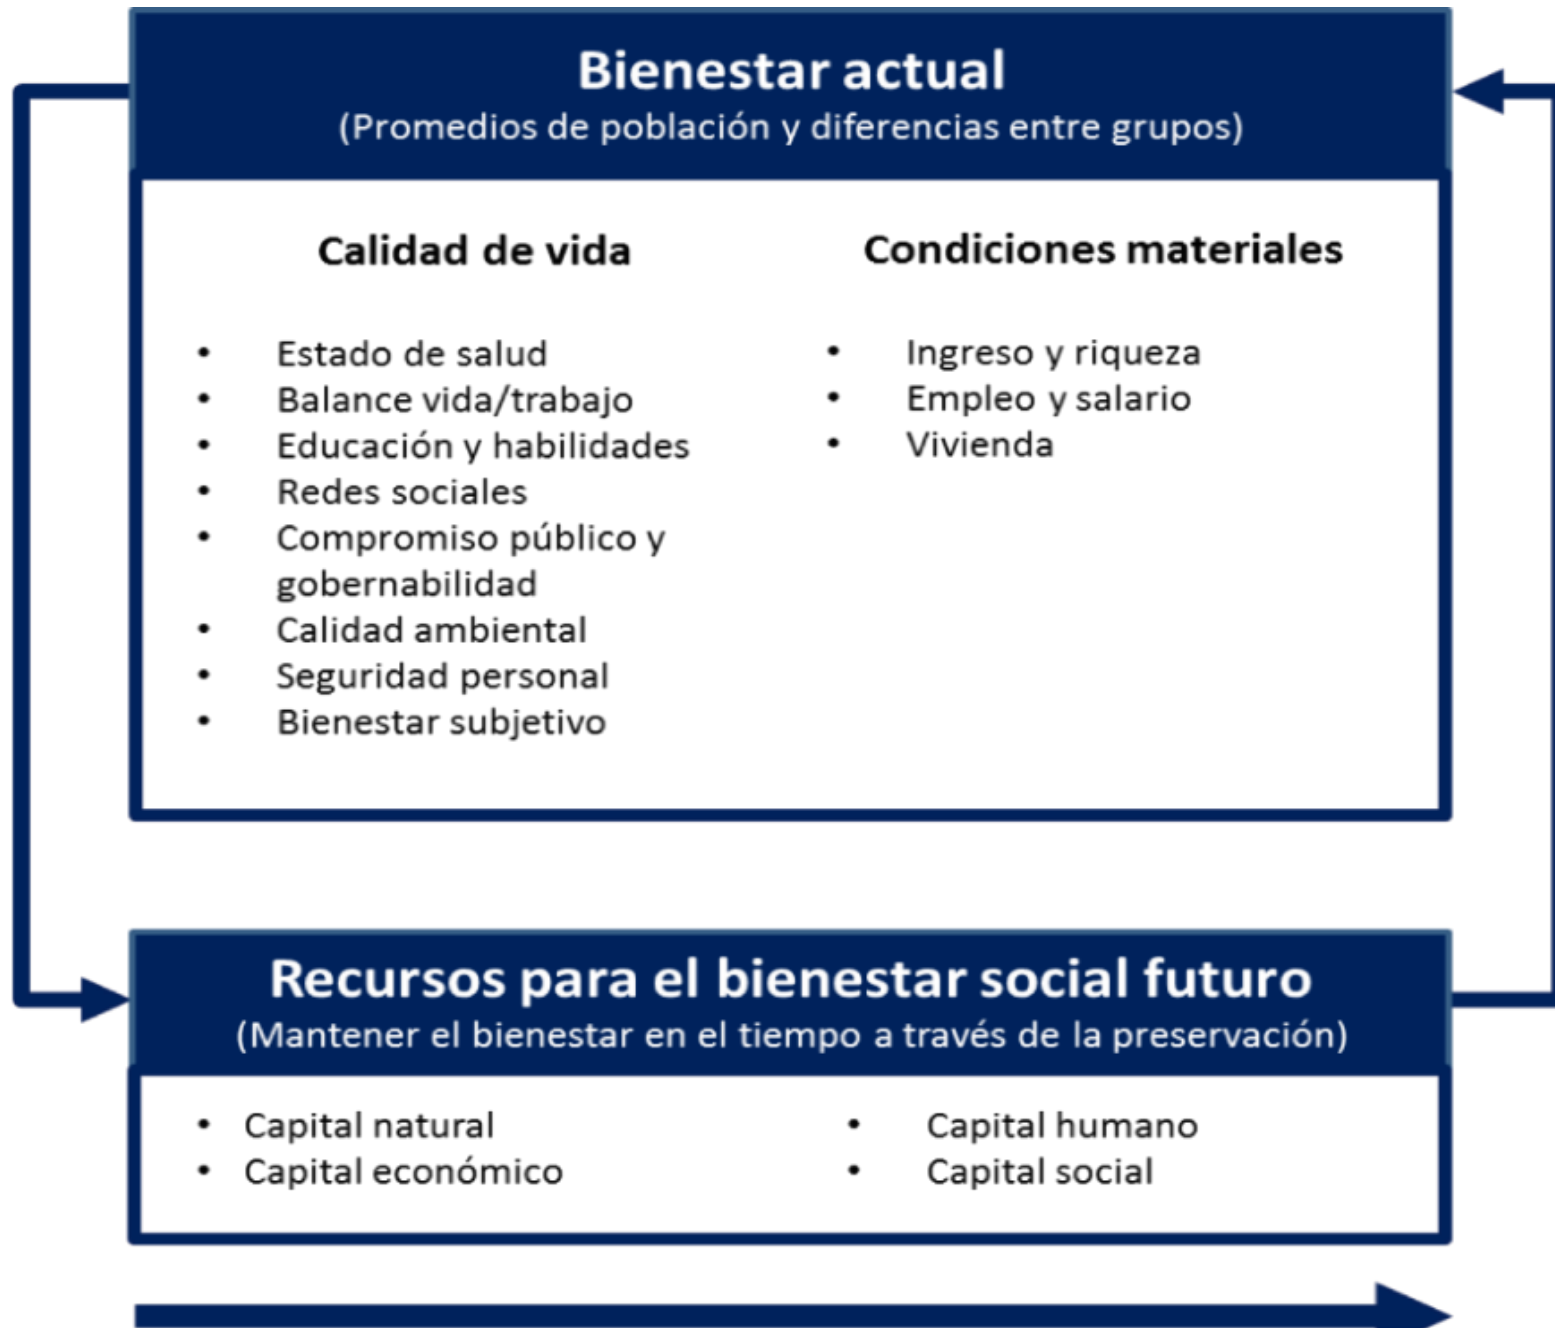 Bienestar actual
(Promedios de población y diferencias entre grupos)
Calidad de vida
• Estado de salud
• Balance vida/trabajo
• Educación y habilidades
• Redes sociales
• Compromiso público y
gobernabilidad
• Calidad ambiental
• Seguridad personal
• Bienestar subjetivo
Condiciones materiales
• Ingreso y riqueza
• Empleo y salario
• Vivienda
Recursos para el bienestar social futuro
(Mantener el bienestar en el tiempo a través de la preservación)
• Capital natural
• Capital económico
• Capital humano
• Capital social